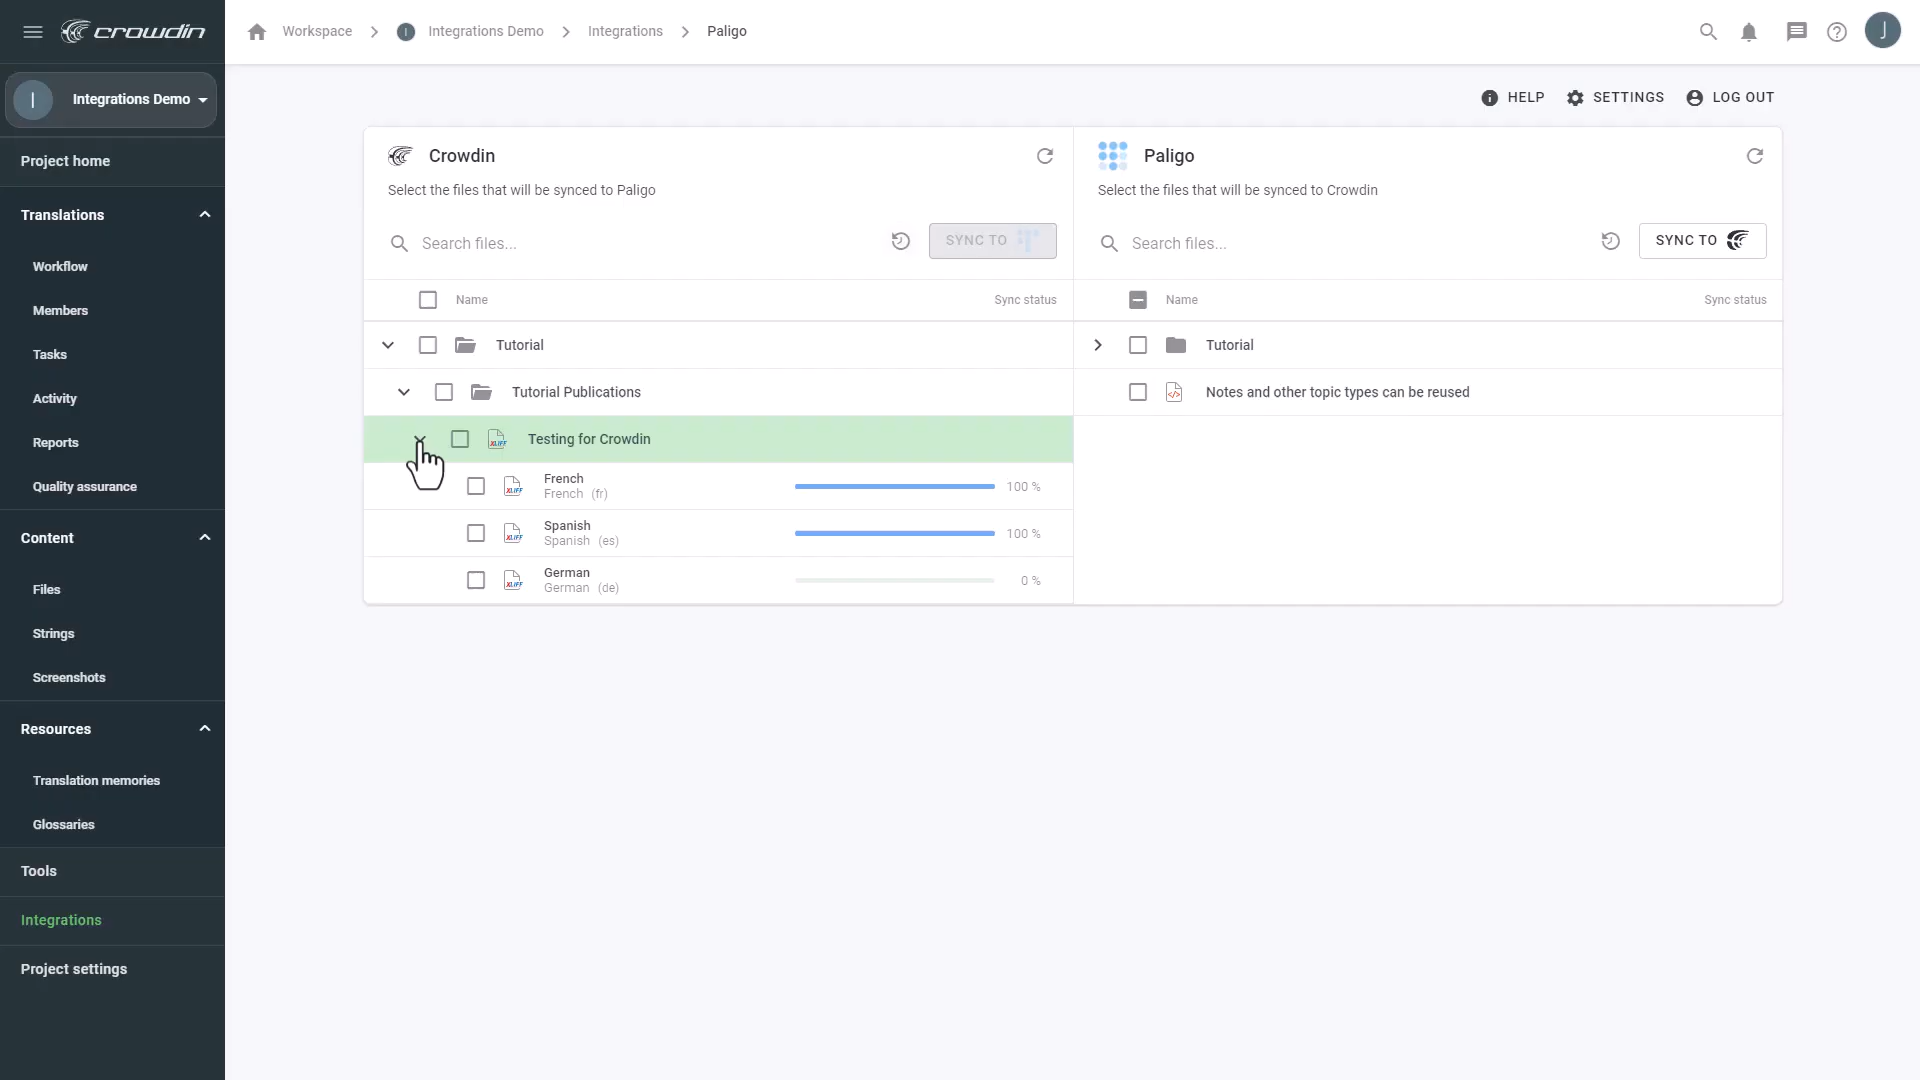 crowdin
Workspace
I
Integrations Demo
Integrations
Paligo
J
I
Integrations Demo
HELP
SETTINGS
LOG OUT
Project home
Translations
Workflow
Members
Tasks
Activity
Reports
Quality assurance
Content
Files
Strings
Screenshots
Resources
Translation memories
Glossaries
Tools
Integrations
Project settings
Crowdin
Select the files that will be synced to Paligo
Search files...
SYNC TO
Name
Sync status
Tutorial
Tutorial Publications
XLIFF
Testing for Crowdin
XLIFF
French
French (fr)
100 %
XLIFF
Spanish
Spanish (es)
100 %
XLIFF
German
German (de)
0 %
Paligo
Select the files that will be synced to Crowdin
Search files...
SYNC TO
Name
Sync status
Tutorial
</>
Notes and other topic types can be reused